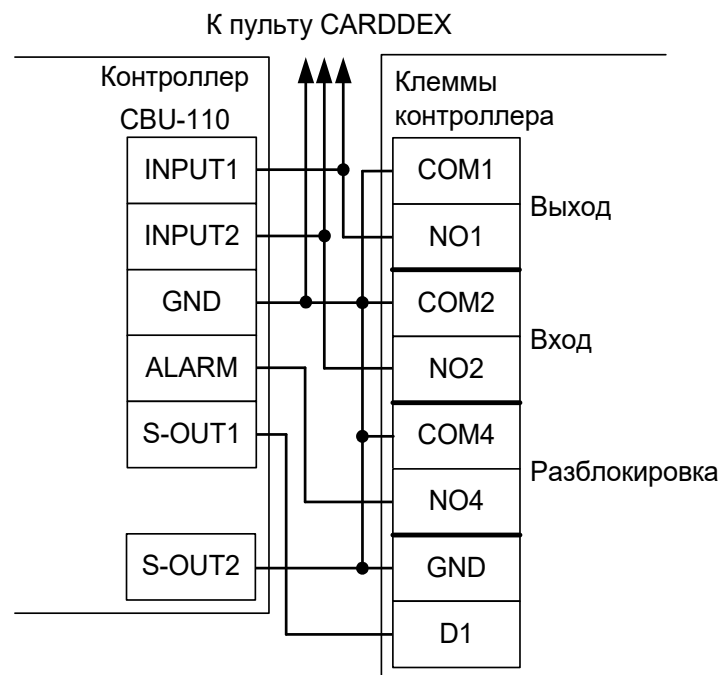 К пульту CARDDEX
Контроллер
CBU-110
INPUT1
INPUT2
GND
ALARM
S-OUT1
S-OUT2
Клеммы
контроллера
COM1
NO1
Выход
COM2
NO2
Вход
COM4
NO4
Разблокировка
GND
D1